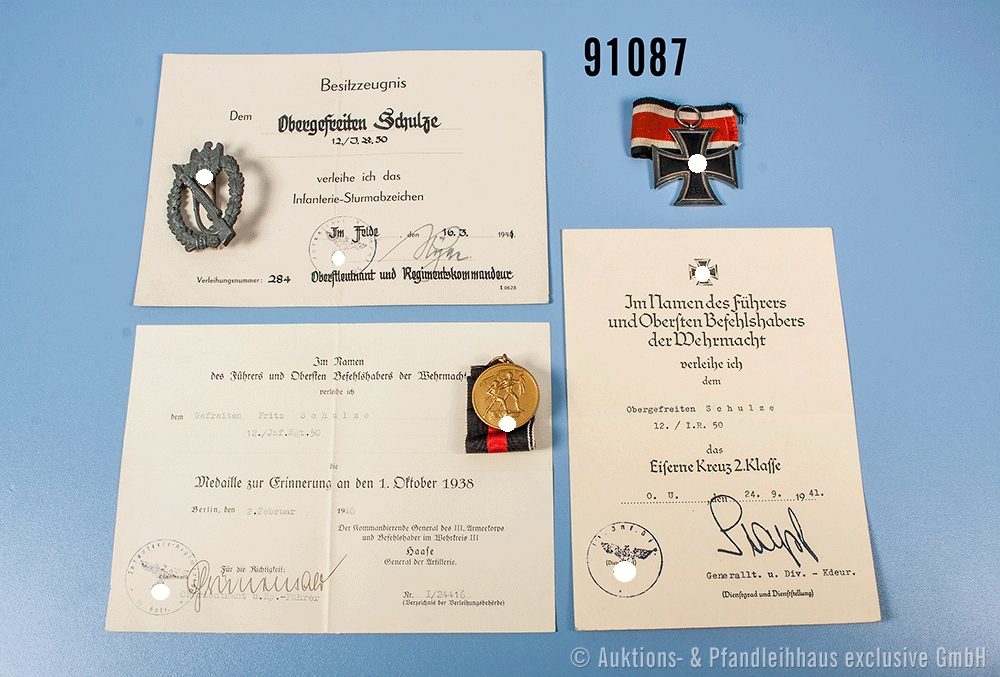 91087
Besitzzeugnis
Dem
Obergefreiten Schulze
12./J.R.50
verleihe ich das
Infanterie-Sturmabzeichen
Im Felde, den 16.3. 1941.
Verleihungsnummer: 284
Oberstleutnant und Regimentskommandeur
I 0628
Im Namen
des Führers und Obersten Befehlshabers der Wehrmacht
verleihe ich
dem Gefreiten Fritz Schulze
12./Jnf.Rgt.50
die
Medaille zur Erinnerung an den 1. Oktober 1938
Berlin, den 2.Februar 1940
Der Kommandierende General des III. Armeekorps
und Befehlshaber im Wehrkreis III
Haase
General der Artillerie.
Für die Richtigkeit:
Nr. I/24416
(Verzeichnis der Verleihungsbehörde)
Im Namen des Führers
und Obersten Befehlshabers
der Wehrmacht
verleihe ich
dem
Obergefreiten Schulze
12. / I.R. 50
das
Eiserne Kreuz 2. Klasse
O. U., den 24. 9. 1941.
Generallt. u. Div. - Kdeur.
(Dienstgrad und Dienststellung)
© Auktions- & Pfandleihhaus exclusive GmbH